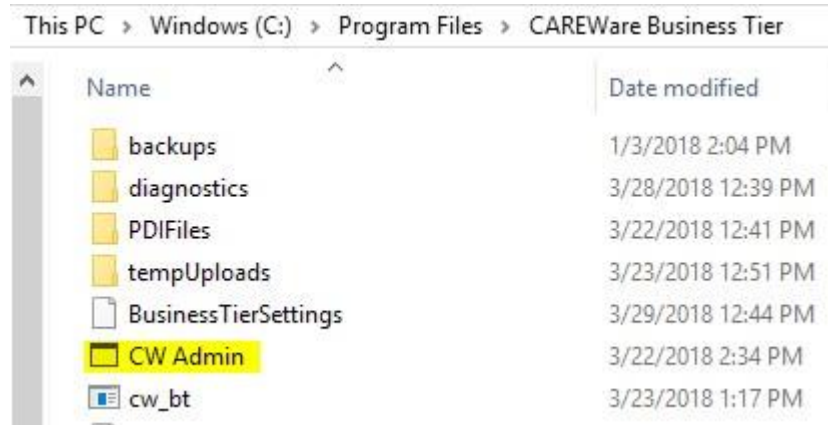 This PC > Windows (C:) > Program Files > CAREWare Business Tier
Name Date modified
backups 1/3/2018 2:04 PM
diagnostics 3/28/2018 12:39 PM
PDIFiles 3/22/2018 12:41 PM
tempUploads 3/23/2018 12:51 PM
BusinessTierSettings 3/29/2018 12:44 PM
CW Admin 3/22/2018 2:34 PM
cw_bt 3/23/2018 1:17 PM